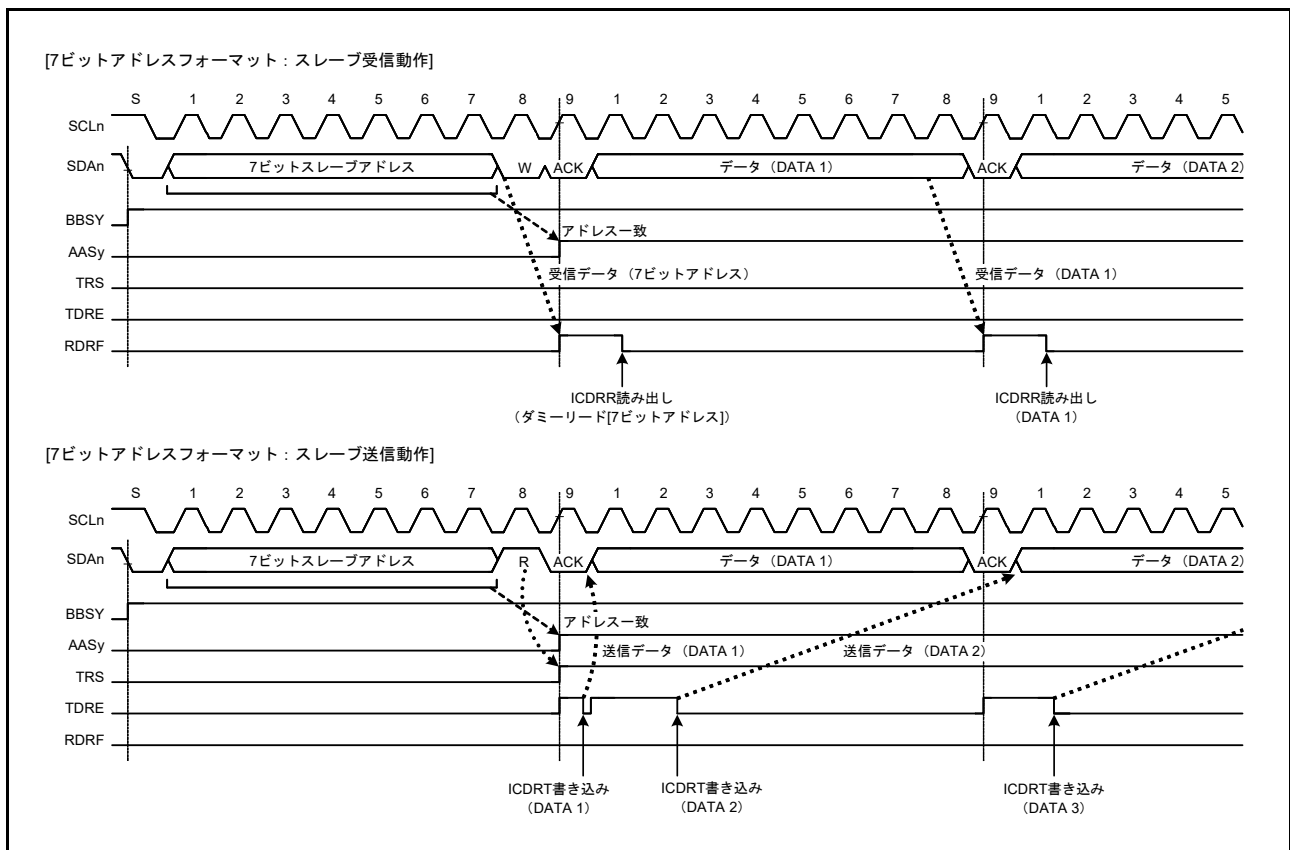 [7ビットアドレスフォーマット：スレーブ受信動作]
S 1 2 3 4 5 6 7 8 9 1 2 3 4 5 6 7 8 9 1 2 3 4 5
SCLn
SDAn 7ビットスレーブアドレス W ACK データ（DATA 1） ACK データ（DATA 2）
BBSY
アドレス一致
AASy
受信データ（7ビットアドレス） 受信データ（DATA 1）
TRS
TDRE
RDRF
ICDRR読み出し
（ダミーリード[7ビットアドレス]）
ICDRR読み出し
（DATA 1）
[7ビットアドレスフォーマット：スレーブ送信動作]
S 1 2 3 4 5 6 7 8 9 1 2 3 4 5 6 7 8 9 1 2 3 4 5
SCLn
SDAn 7ビットスレーブアドレス R ACK データ（DATA 1） ACK データ（DATA 2）
BBSY
アドレス一致
AASy
送信データ（DATA 1） 送信データ（DATA 2）
TRS
TDRE
RDRF
ICDRT書き込み
（DATA 1）
ICDRT書き込み
（DATA 2）
ICDRT書き込み
（DATA 3）